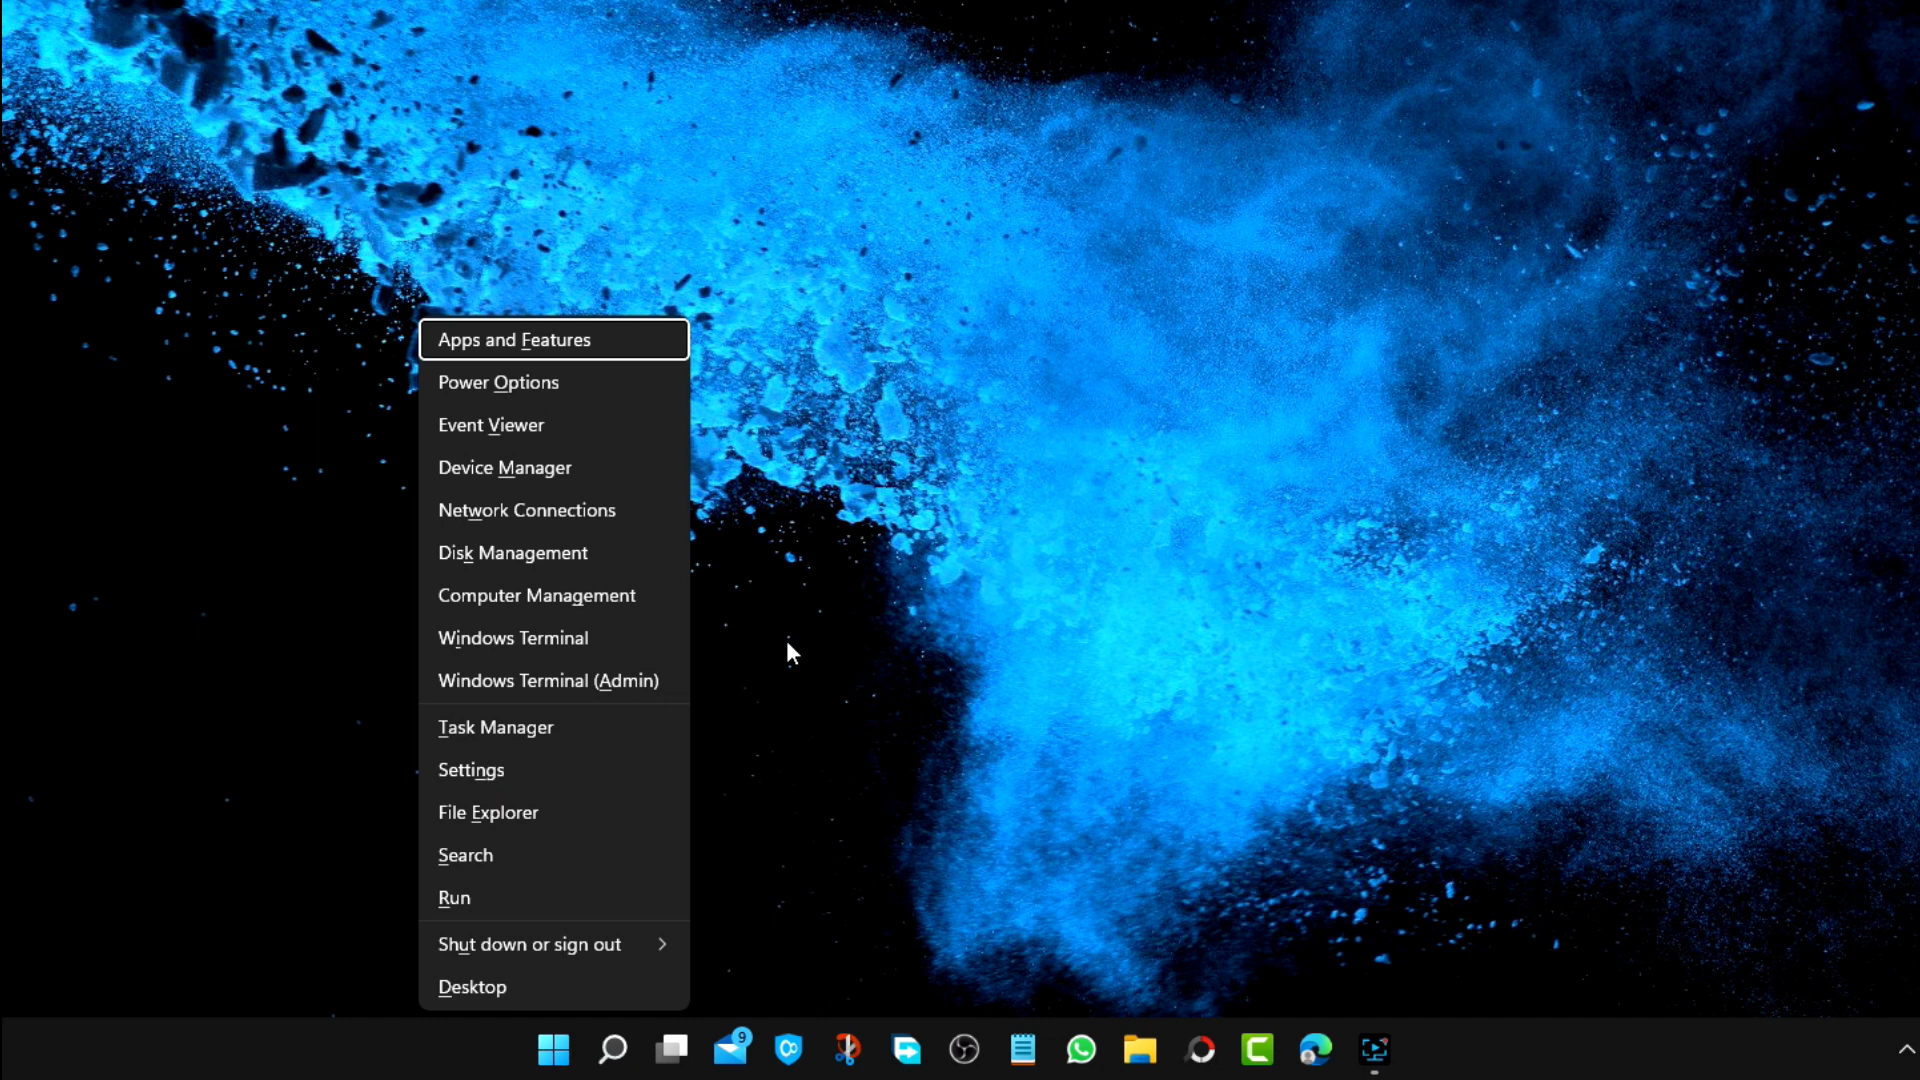 Apps and Features
Power Options
Event Viewer
Device Manager
Network Connections
Disk Management
Computer Management
Windows Terminal
Windows Terminal (Admin)
Task Manager
Settings
File Explorer
Search
Run
Shut down or sign out
Desktop
9